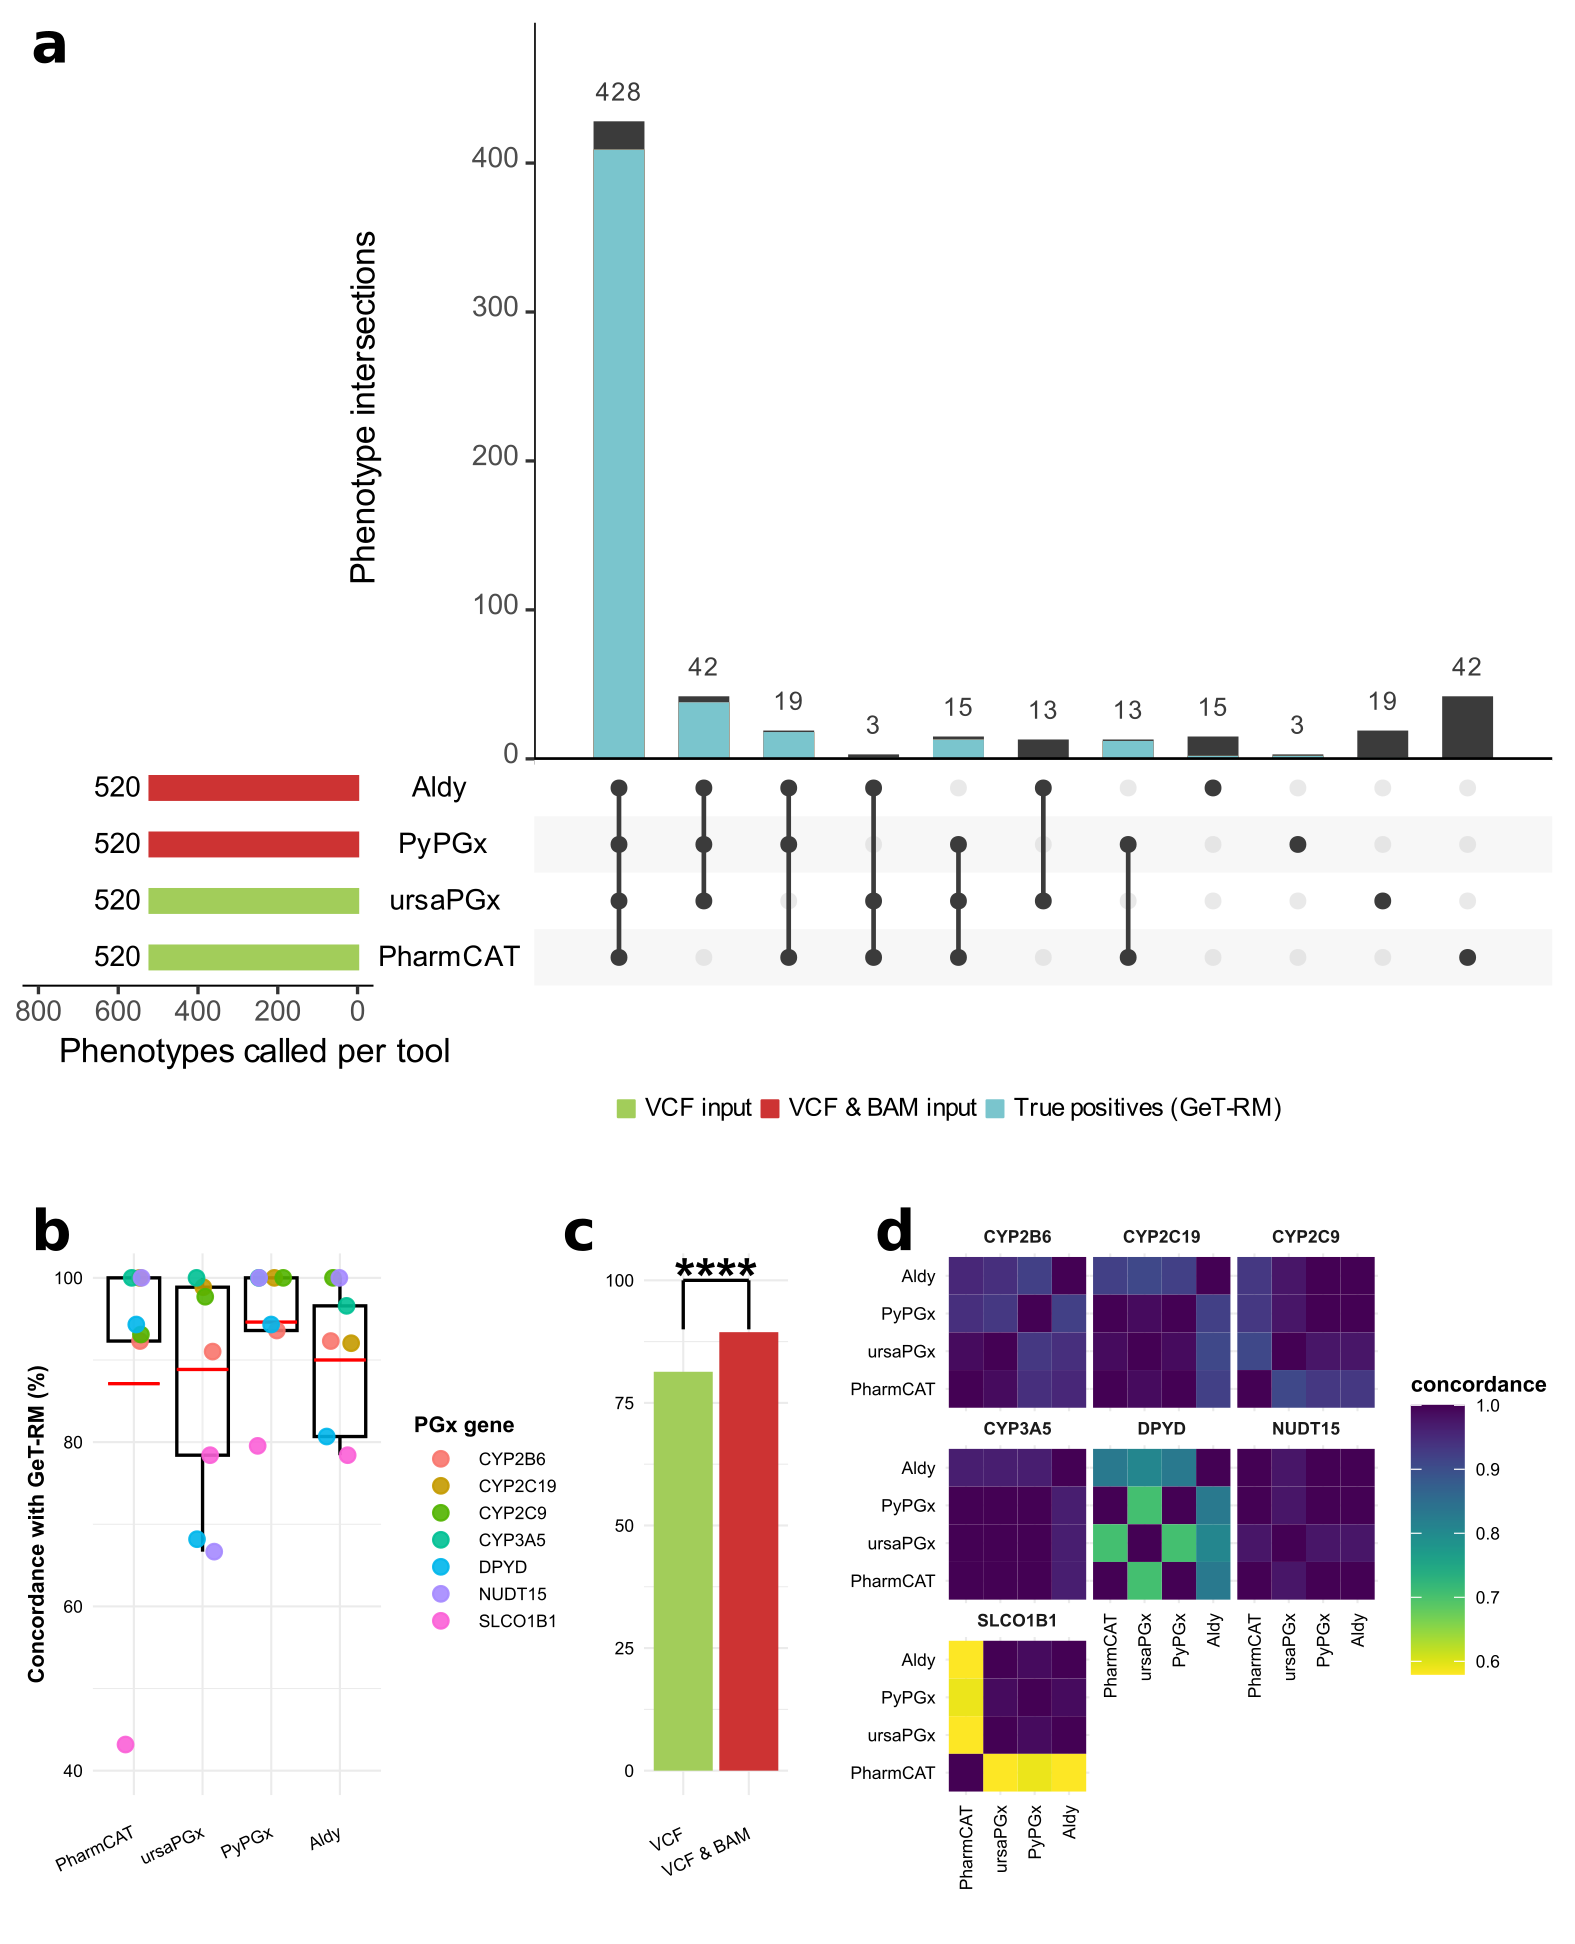 a
Phenotype intersections
400
300
200
100
0
428
42
19
3
15
13
13
15
3
19
42
520 Aldy
520 PyPGx
520 ursaPGx
520 PharmCAT
800 600 400 200 0
Phenotypes called per tool
VCF input VCF & BAM input True positives (GeT-RM)
b
Concordance with GeT-RM (%)
100
80
60
40
PharmCAT ursaPGx PyPGx Aldy
PGx gene
CYP2B6
CYP2C19
CYP2C9
CYP3A5
DPYD
NUDT15
SLCO1B1
c
****
100
75
50
25
0
VCF
VCF & BAM
d
CYP2B6 CYP2C19 CYP2C9
Aldy
PyPGx
ursaPGx
PharmCAT
CYP3A5 DPYD NUDT15
Aldy
PyPGx
ursaPGx
PharmCAT
PharmCAT ursaPGx PyPGx Aldy
PharmCAT ursaPGx PyPGx Aldy
SLCO1B1
Aldy
PyPGx
ursaPGx
PharmCAT
PharmCAT ursaPGx PyPGx Aldy
concordance
1.0
0.9
0.8
0.7
0.6